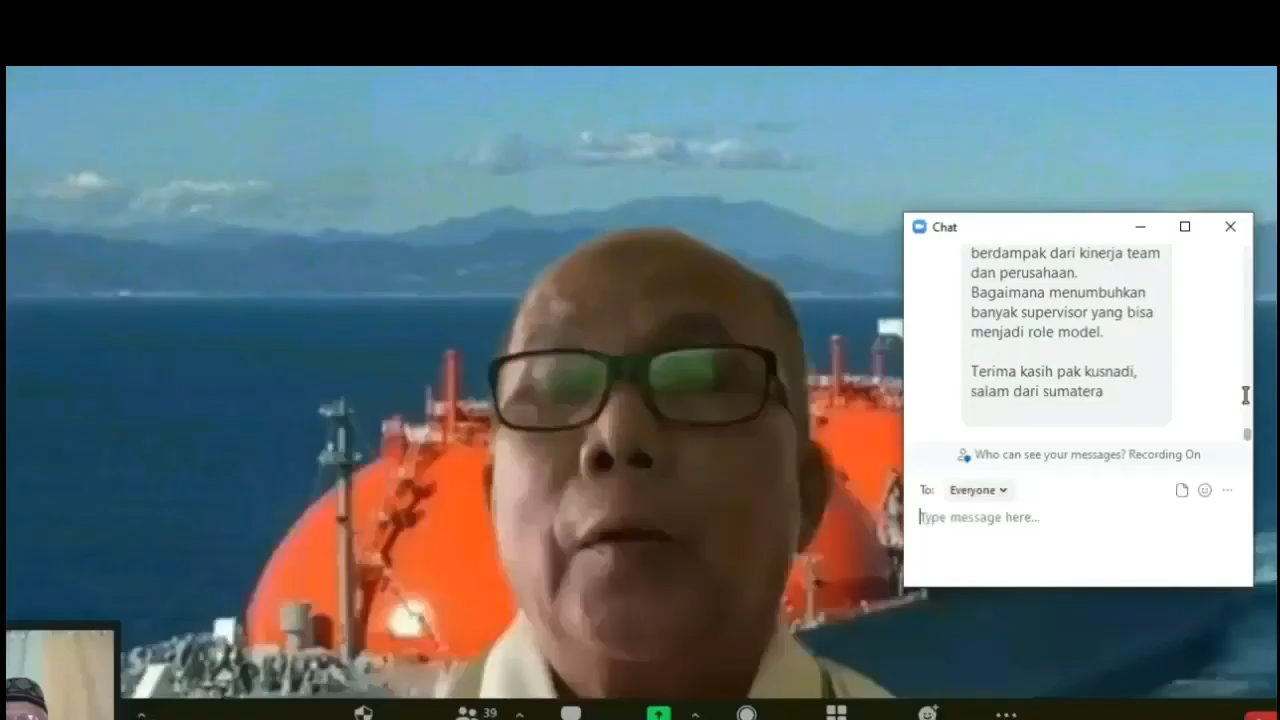 Chat
berdampak dari kinerja team
dan perusahaan.
Bagaimana menumbuhkan
banyak supervisor yang bisa
menjadi role model.
Terima kasih pak kusnadi,
salam dari sumatera
Who can see your messages? Recording On
To: Everyone
Type message here...
39